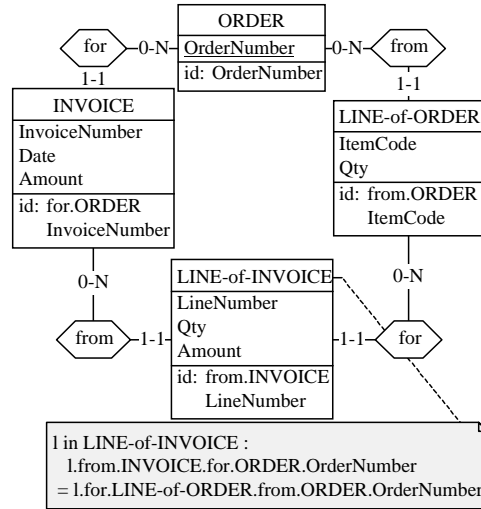 ORDER
OrderNumber
id: OrderNumber
for
0-N
0-N
from
1-1
1-1
INVOICE
InvoiceNumber
Date
Amount
id: for.ORDER
InvoiceNumber
LINE-of-ORDER
ItemCode
Qty
id: from.ORDER
ItemCode
0-N
0-N
LINE-of-INVOICE
LineNumber
Qty
Amount
id: from.INVOICE
LineNumber
from
1-1
1-1
for
l in LINE-of-INVOICE :
l.from.INVOICE.for.ORDER.OrderNumber
= l.for.LINE-of-ORDER.from.ORDER.OrderNumber